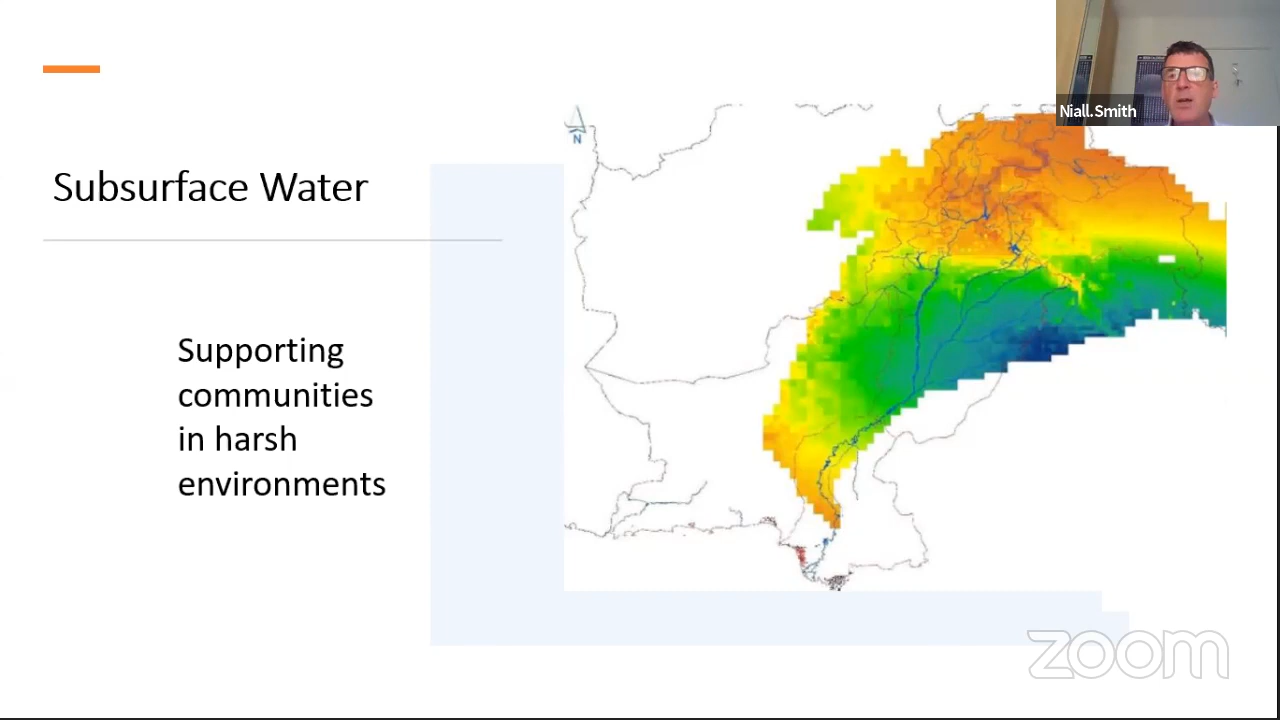 Niall.Smith
N
Subsurface Water
Supporting
communities
in harsh
environments
zoom